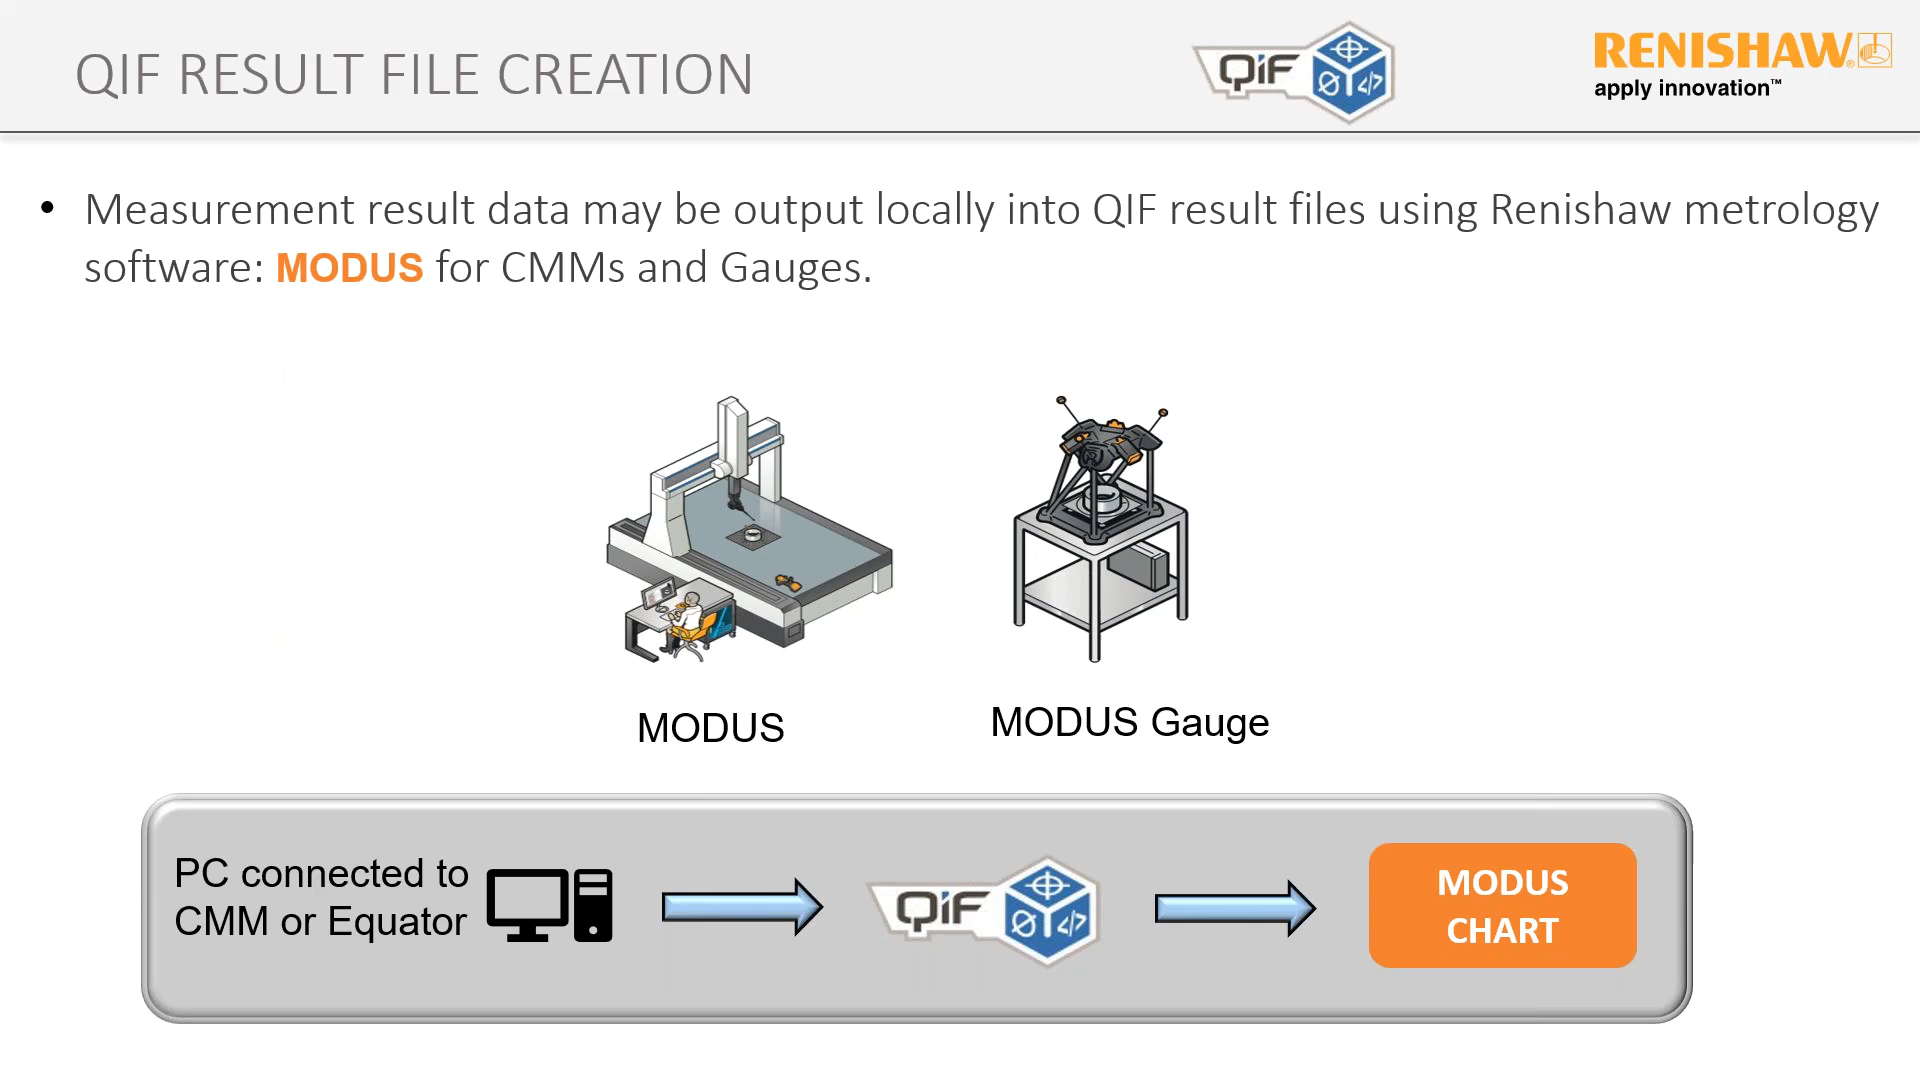 QIF RESULT FILE CREATION
QiF
RENISHAW®
apply innovation™
• Measurement result data may be output locally into QIF result files using Renishaw metrology
software: MODUS for CMMs and Gauges.
MODUS
MODUS Gauge
PC connected to
CMM or Equator
QiF
MODUS
CHART